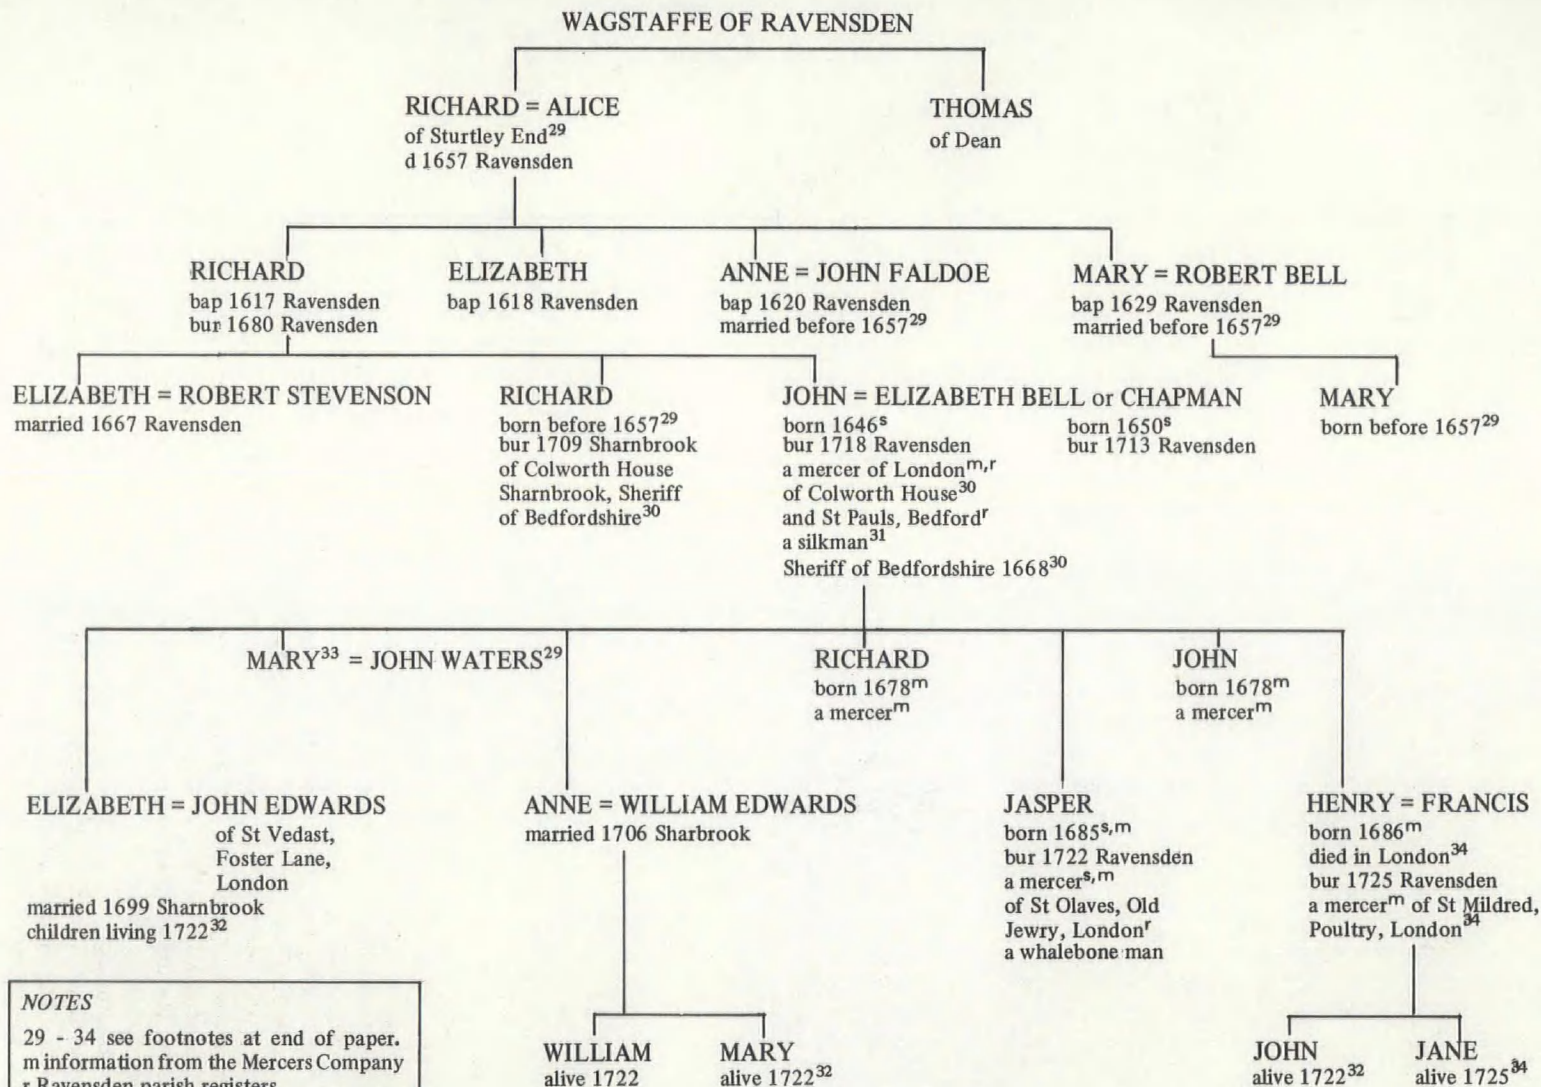 WAGSTAFFE OF RAVENSDEN
RICHARD = ALICE
of Sturtley End29
d 1657 Ravensden
THOMAS
of Dean
RICHARD
bap 1617 Ravensden
bur 1680 Ravensden
ELIZABETH
bap 1618 Ravensden
ANNE = JOHN FALDOE
bap 1620 Ravensden
married before 165729
MARY = ROBERT BELL
bap 1629 Ravensden
married before 165729
ELIZABETH = ROBERT STEVENSON
married 1667 Ravensden
RICHARD
born before 165729
bur 1709 Sharnbrook
of Colworth House
Sharnbrook, Sheriff
of Bedfordshire30
JOHN = ELIZABETH BELL or CHAPMAN
born 1646s
bur 1718 Ravensden
a mercer of Londonm,r
of Colworth House30
and St Pauls, Bedfordr
a silkman31
Sheriff of Bedfordshire 166830
born 1650s
bur 1713 Ravensden
MARY
born before 165729
MARY33 = JOHN WATERS29
RICHARD
born 1678m
a mercerm
JOHN
born 1678m
a mercerm
ELIZABETH = JOHN EDWARDS
of St Vedast,
Foster Lane,
London
married 1699 Sharnbrook
children living 172232
ANNE = WILLIAM EDWARDS
married 1706 Sharbrook
JASPER
born 1685s,m
bur 1722 Ravensden
a mercers,m
of St Olaves, Old
Jewry, Londonr
a whalebone man
HENRY = FRANCIS
born 1686m
died in London34
bur 1725 Ravensden
a mercerm of St Mildred,
Poultry, London34
WILLIAM
alive 1722
MARY
alive 172232
JOHN
alive 172232
JANE
alive 172534
NOTES
29 - 34 see footnotes at end of paper.
m information from the Mercers Company
r Ravensden parish registers